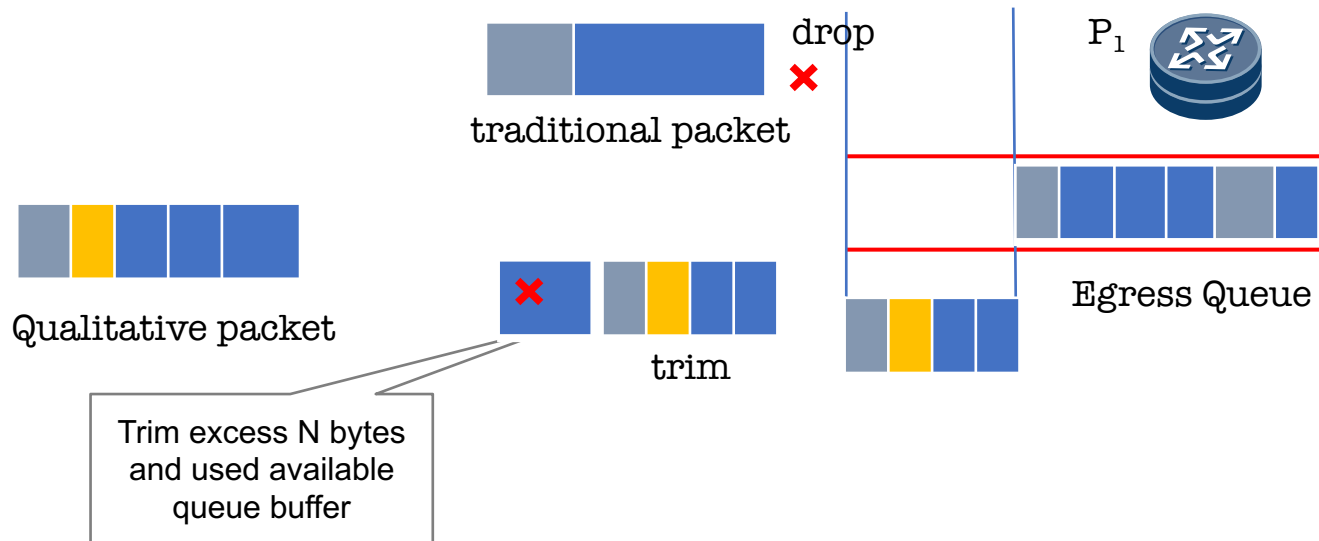 drop
P₁
traditional packet
Qualitative packet
Egress Queue
trim
Trim excess N bytes
and used available
queue buffer